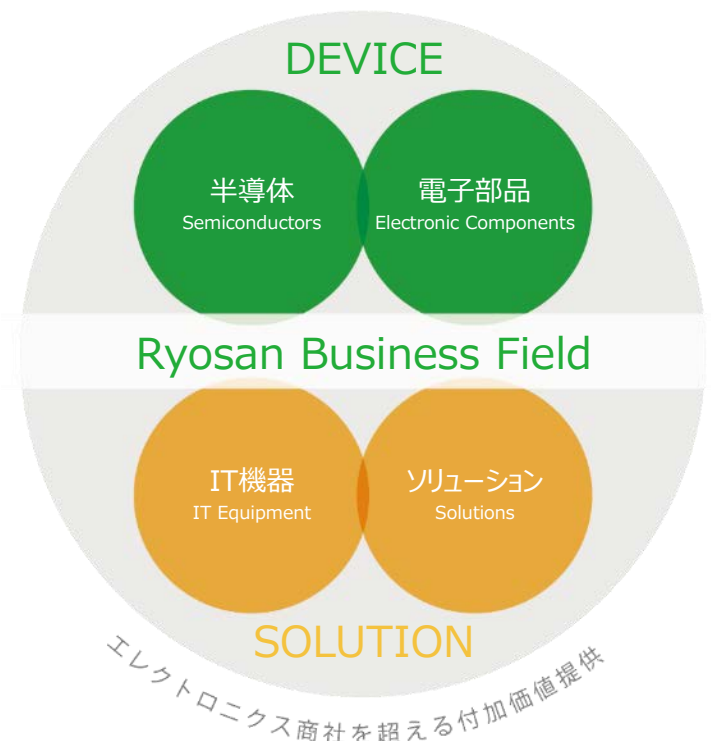 DEVICE
半導体
Semiconductors
電子部品
Electronic Components
Ryosan Business Field
IT機器
IT Equipment
ソリューション
Solutions
SOLUTION
エレクトロニクス商社を超える付加価値提供